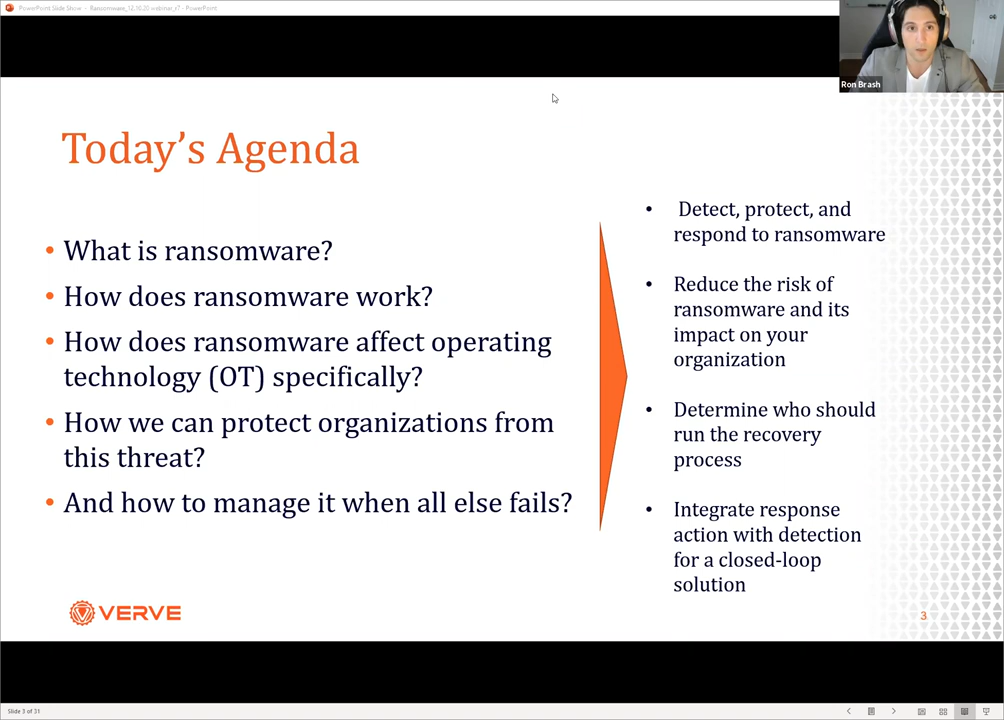 PowerPoint Slide Show - Ransomware_12.10.20 webinar_r7 - PowerPoint
Ron Brash
Today's Agenda
• What is ransomware?
• How does ransomware work?
• How does ransomware affect operating
technology (OT) specifically?
• How we can protect organizations from
this threat?
• And how to manage it when all else fails?
• Detect, protect, and
respond to ransomware
• Reduce the risk of
ransomware and its
impact on your
organization
• Determine who should
run the recovery
process
• Integrate response
action with detection
for a closed-loop
solution
VERVE
3
Slide 3 of 31